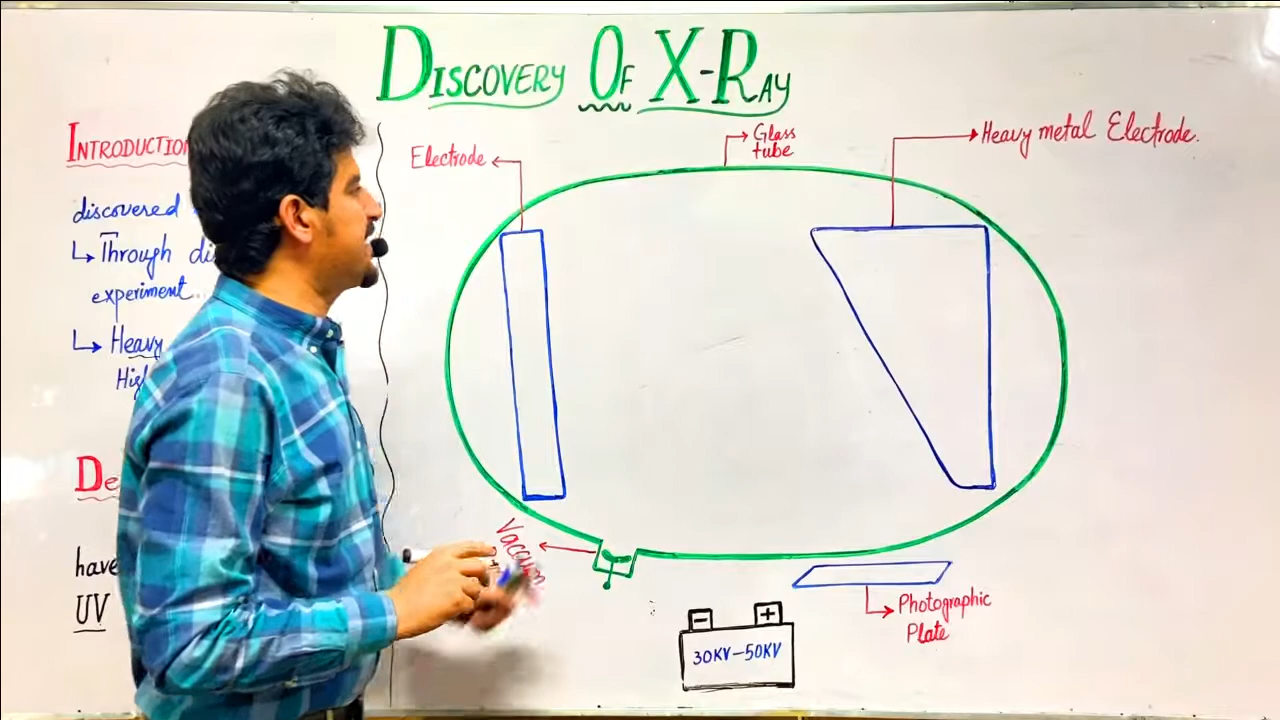 DISCOVERY OF X-RAY
INTRODUCTION
discovered
↳ Through
experiment..
↳ Heavy
have
UV
Electrode
Glass
tube
Heavy metal Electrode.
Vaccum
Photographic
Plate
- +
30KV-50KV